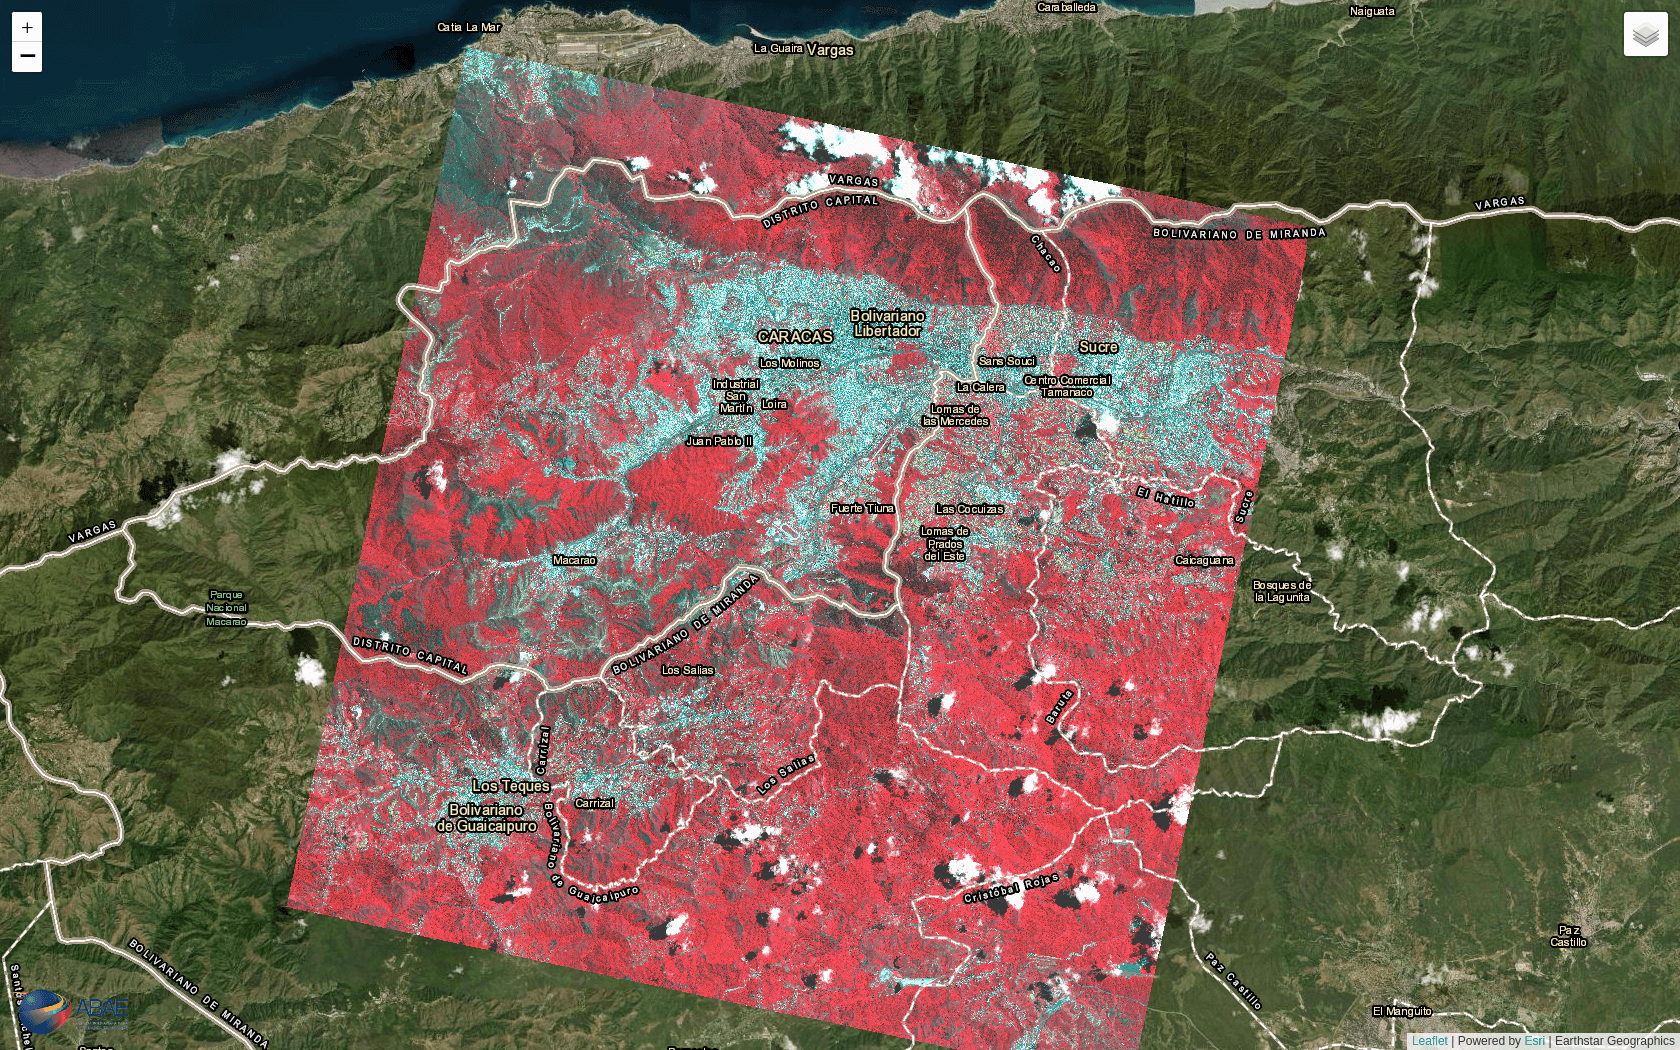 Caraballeda
Naiguata
Catia La Mar
+
−
La Guaira
Vargas
VARGAS
DISTRITO CAPITAL
VARGAS
BOLIVARIANO DE MIRANDA
Chacao
Bolivariano
Libertador
CARACAS
Sucre
Los Molinos
Sans Souci
Industrial
San
Martín
Loira
La Calera
Centro Comercial
Tamanaco
Lomas de
las Mercedes
Juan Pablo II
El Hatillo
Sucre
Fuerte Tiuna
Las Cocuizas
VARGAS
Lomas de
Prados
del Este
Macarao
Caicaguana
Bosques de
la Lagunita
Parque
Nacional
Macarao
BOLIVARIANO DE MIRANDA
DISTRITO CAPITAL
Los Salias
Baruta
Carrizal
Los Salias
Los Teques
Carrizal
Bolivariano
de Guaicaipuro
Bolivariano de Guaicaipuro
Cristóbal Rojas
Paz
Castillo
BOLIVARIANO DE MIRANDA
Paz Castillo
ABAE
El Manguito
Leaflet | Powered by Esri | Earthstar Geographics